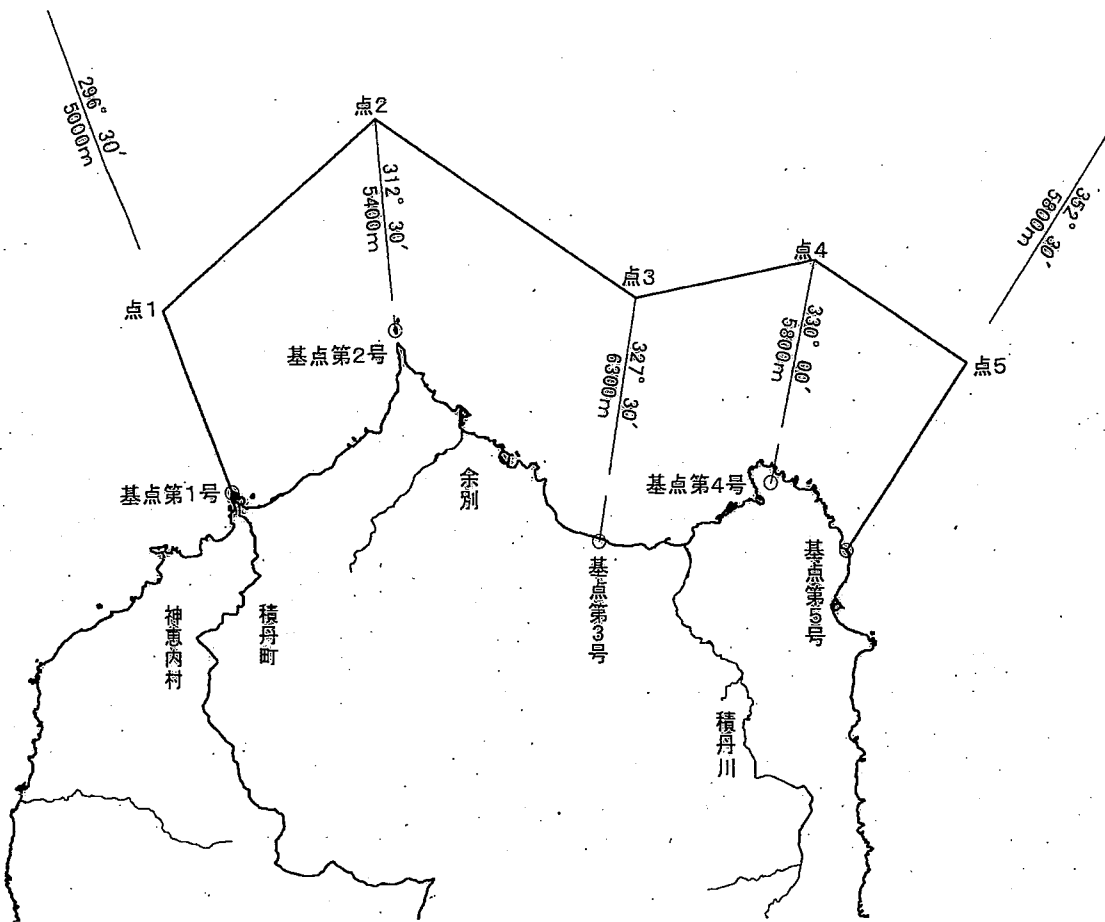 296° 30′
5000m
点2
312° 30′
5400m
点1
基点第2号
点3
327° 30′
6300m
点4
330° 00′
5800m
352° 30′
5800m
点5
基点第1号
余別
基点第4号
基点第3号
基点第5号
神恵内村
積丹町
積丹川